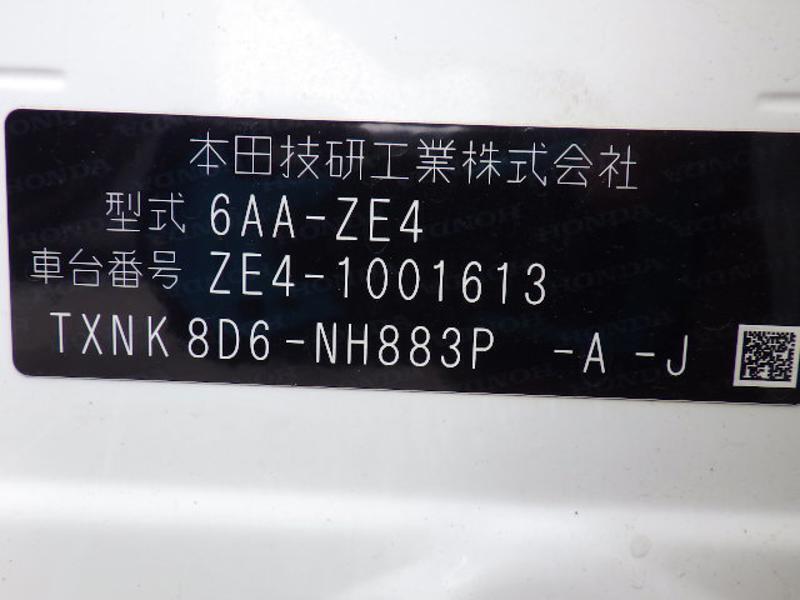 本田技研工業株式会社
型式 6AA-ZE4
車台番号 ZE4-1001613
TXNK 8D6-NH883P -A -J